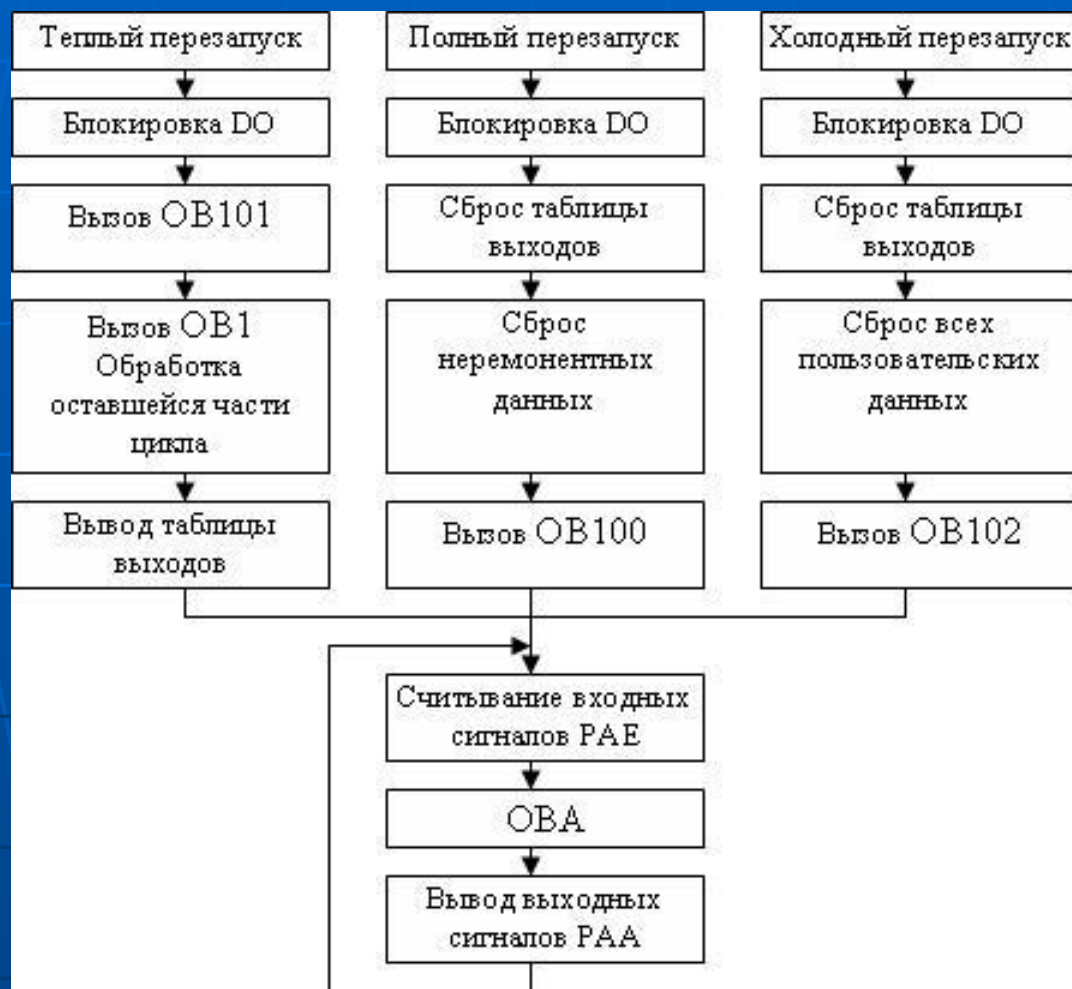 Теплый перезапуск
Полный перезапуск
Холодный перезапуск
Блокировка DO
Блокировка DO
Блокировка DO
Вызов OB101
Сброс таблицы
выходов
Сброс таблицы
выходов
Вызов OB1
Обработка
оставшейся части
цикла
Сброс
неремонентных
данных
Сброс всех
пользовательских
данных
Вывод таблицы
выходов
Вызов OB100
Вызов OB102
Считывание входных
сигналов PAE
OBA
Вывод выходных
сигналов PAA